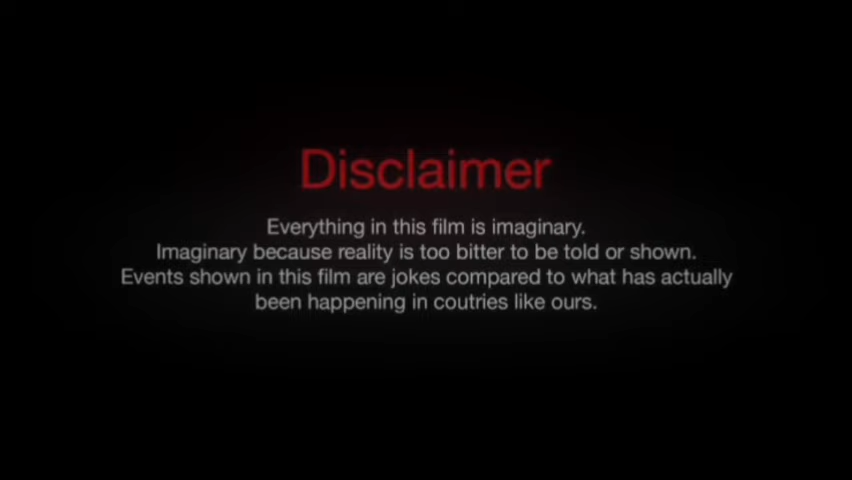 Disclaimer
Everything in this film is imaginary.
Imaginary because reality is too bitter to be told or shown.
Events shown in this film are jokes compared to what has actually
been happening in coutries like ours.